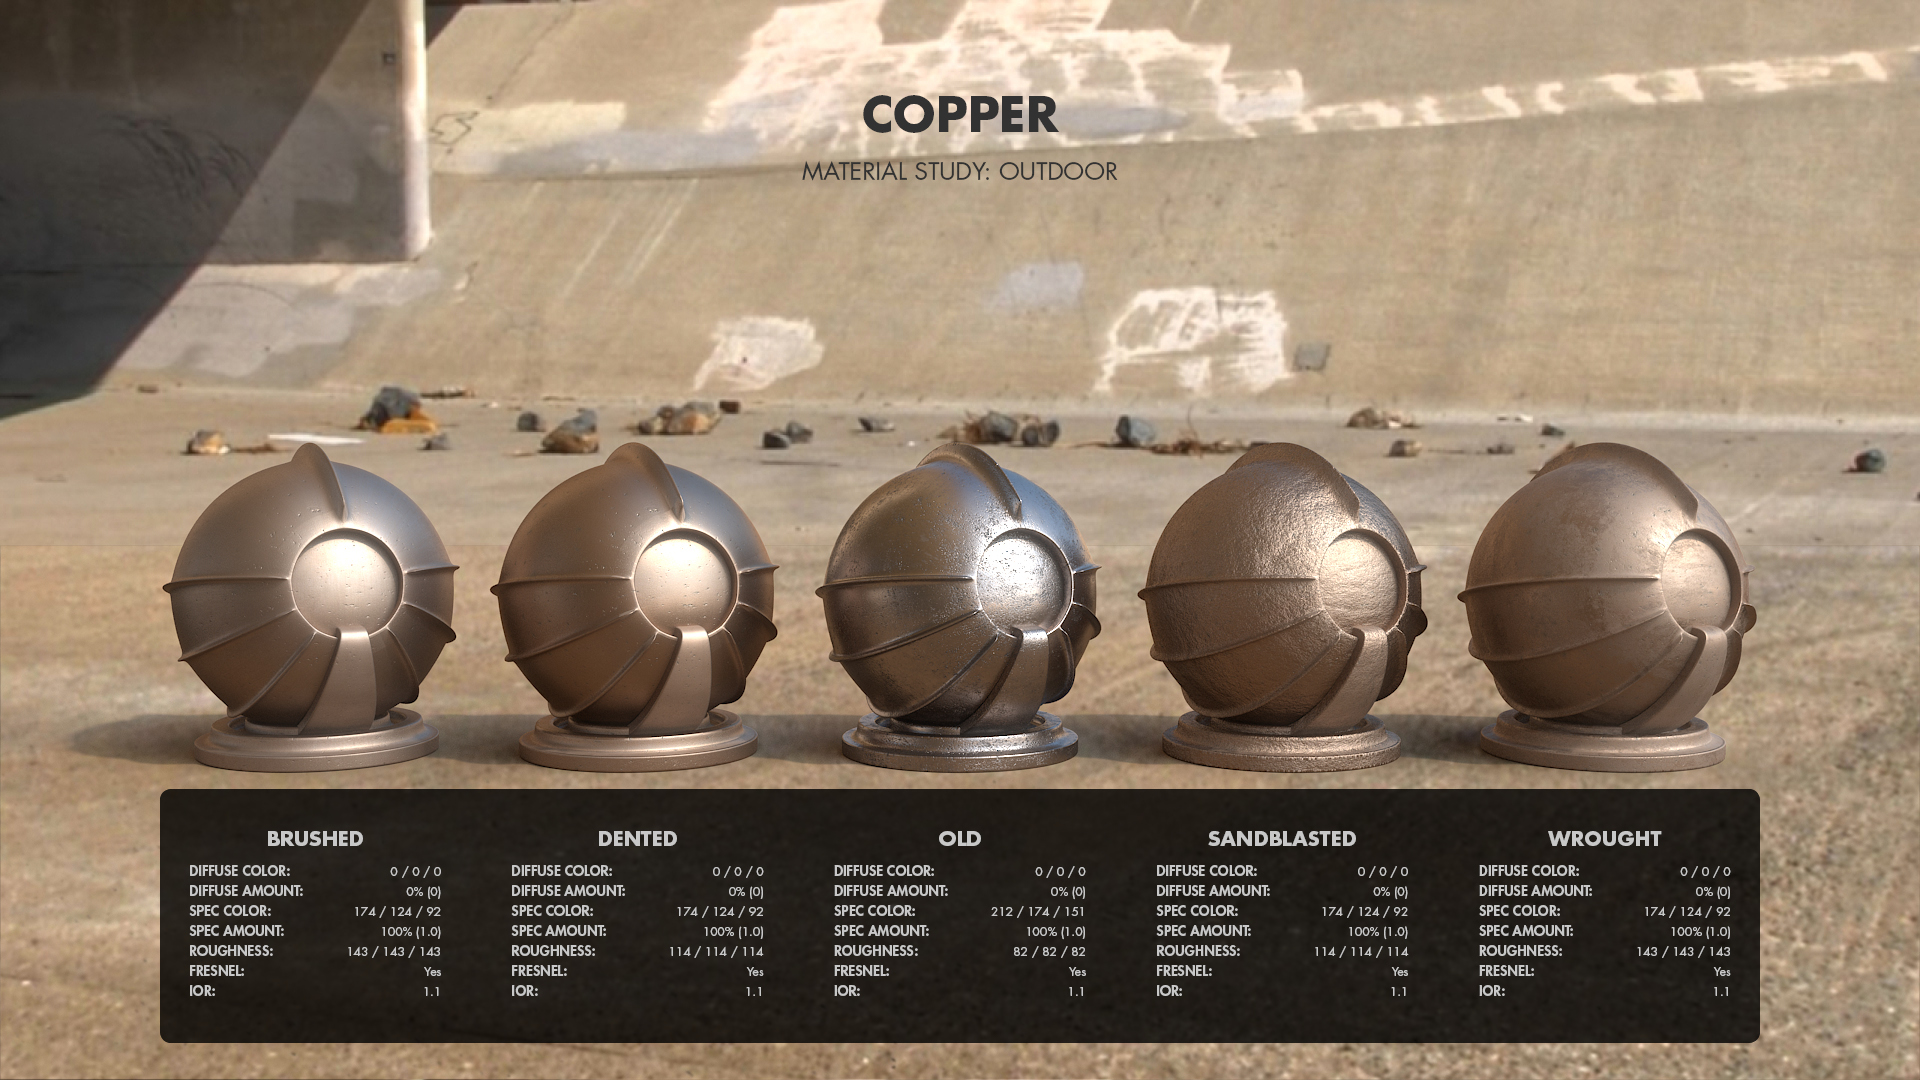 COPPER
MATERIAL STUDY: OUTDOOR
BRUSHED
DIFFUSE COLOR: 0 / 0 / 0
DIFFUSE AMOUNT: 0% (0)
SPEC COLOR: 174 / 124 / 92
SPEC AMOUNT: 100% (1.0)
ROUGHNESS: 143 / 143 / 143
FRESNEL: Yes
IOR: 1.1
DENTED
DIFFUSE COLOR: 0 / 0 / 0
DIFFUSE AMOUNT: 0% (0)
SPEC COLOR: 174 / 124 / 92
SPEC AMOUNT: 100% (1.0)
ROUGHNESS: 114 / 114 / 114
FRESNEL: Yes
IOR: 1.1
OLD
DIFFUSE COLOR: 0 / 0 / 0
DIFFUSE AMOUNT: 0% (0)
SPEC COLOR: 212 / 174 / 151
SPEC AMOUNT: 100% (1.0)
ROUGHNESS: 82 / 82 / 82
FRESNEL: Yes
IOR: 1.1
SANDBLASTED
DIFFUSE COLOR: 0 / 0 / 0
DIFFUSE AMOUNT: 0% (0)
SPEC COLOR: 174 / 124 / 92
SPEC AMOUNT: 100% (1.0)
ROUGHNESS: 114 / 114 / 114
FRESNEL: Yes
IOR: 1.1
WROUGHT
DIFFUSE COLOR: 0 / 0 / 0
DIFFUSE AMOUNT: 0% (0)
SPEC COLOR: 174 / 124 / 92
SPEC AMOUNT: 100% (1.0)
ROUGHNESS: 143 / 143 / 143
FRESNEL: Yes
IOR: 1.1